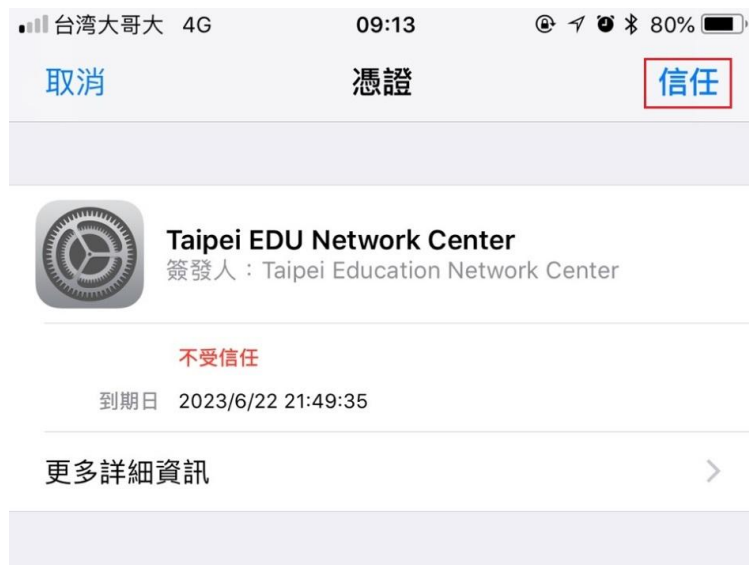 台湾大哥大 4G 09:13 80%
取消 憑證 信任
Taipei EDU Network Center
簽發人：Taipei Education Network Center
不受信任
到期日 2023/6/22 21:49:35
更多詳細資訊